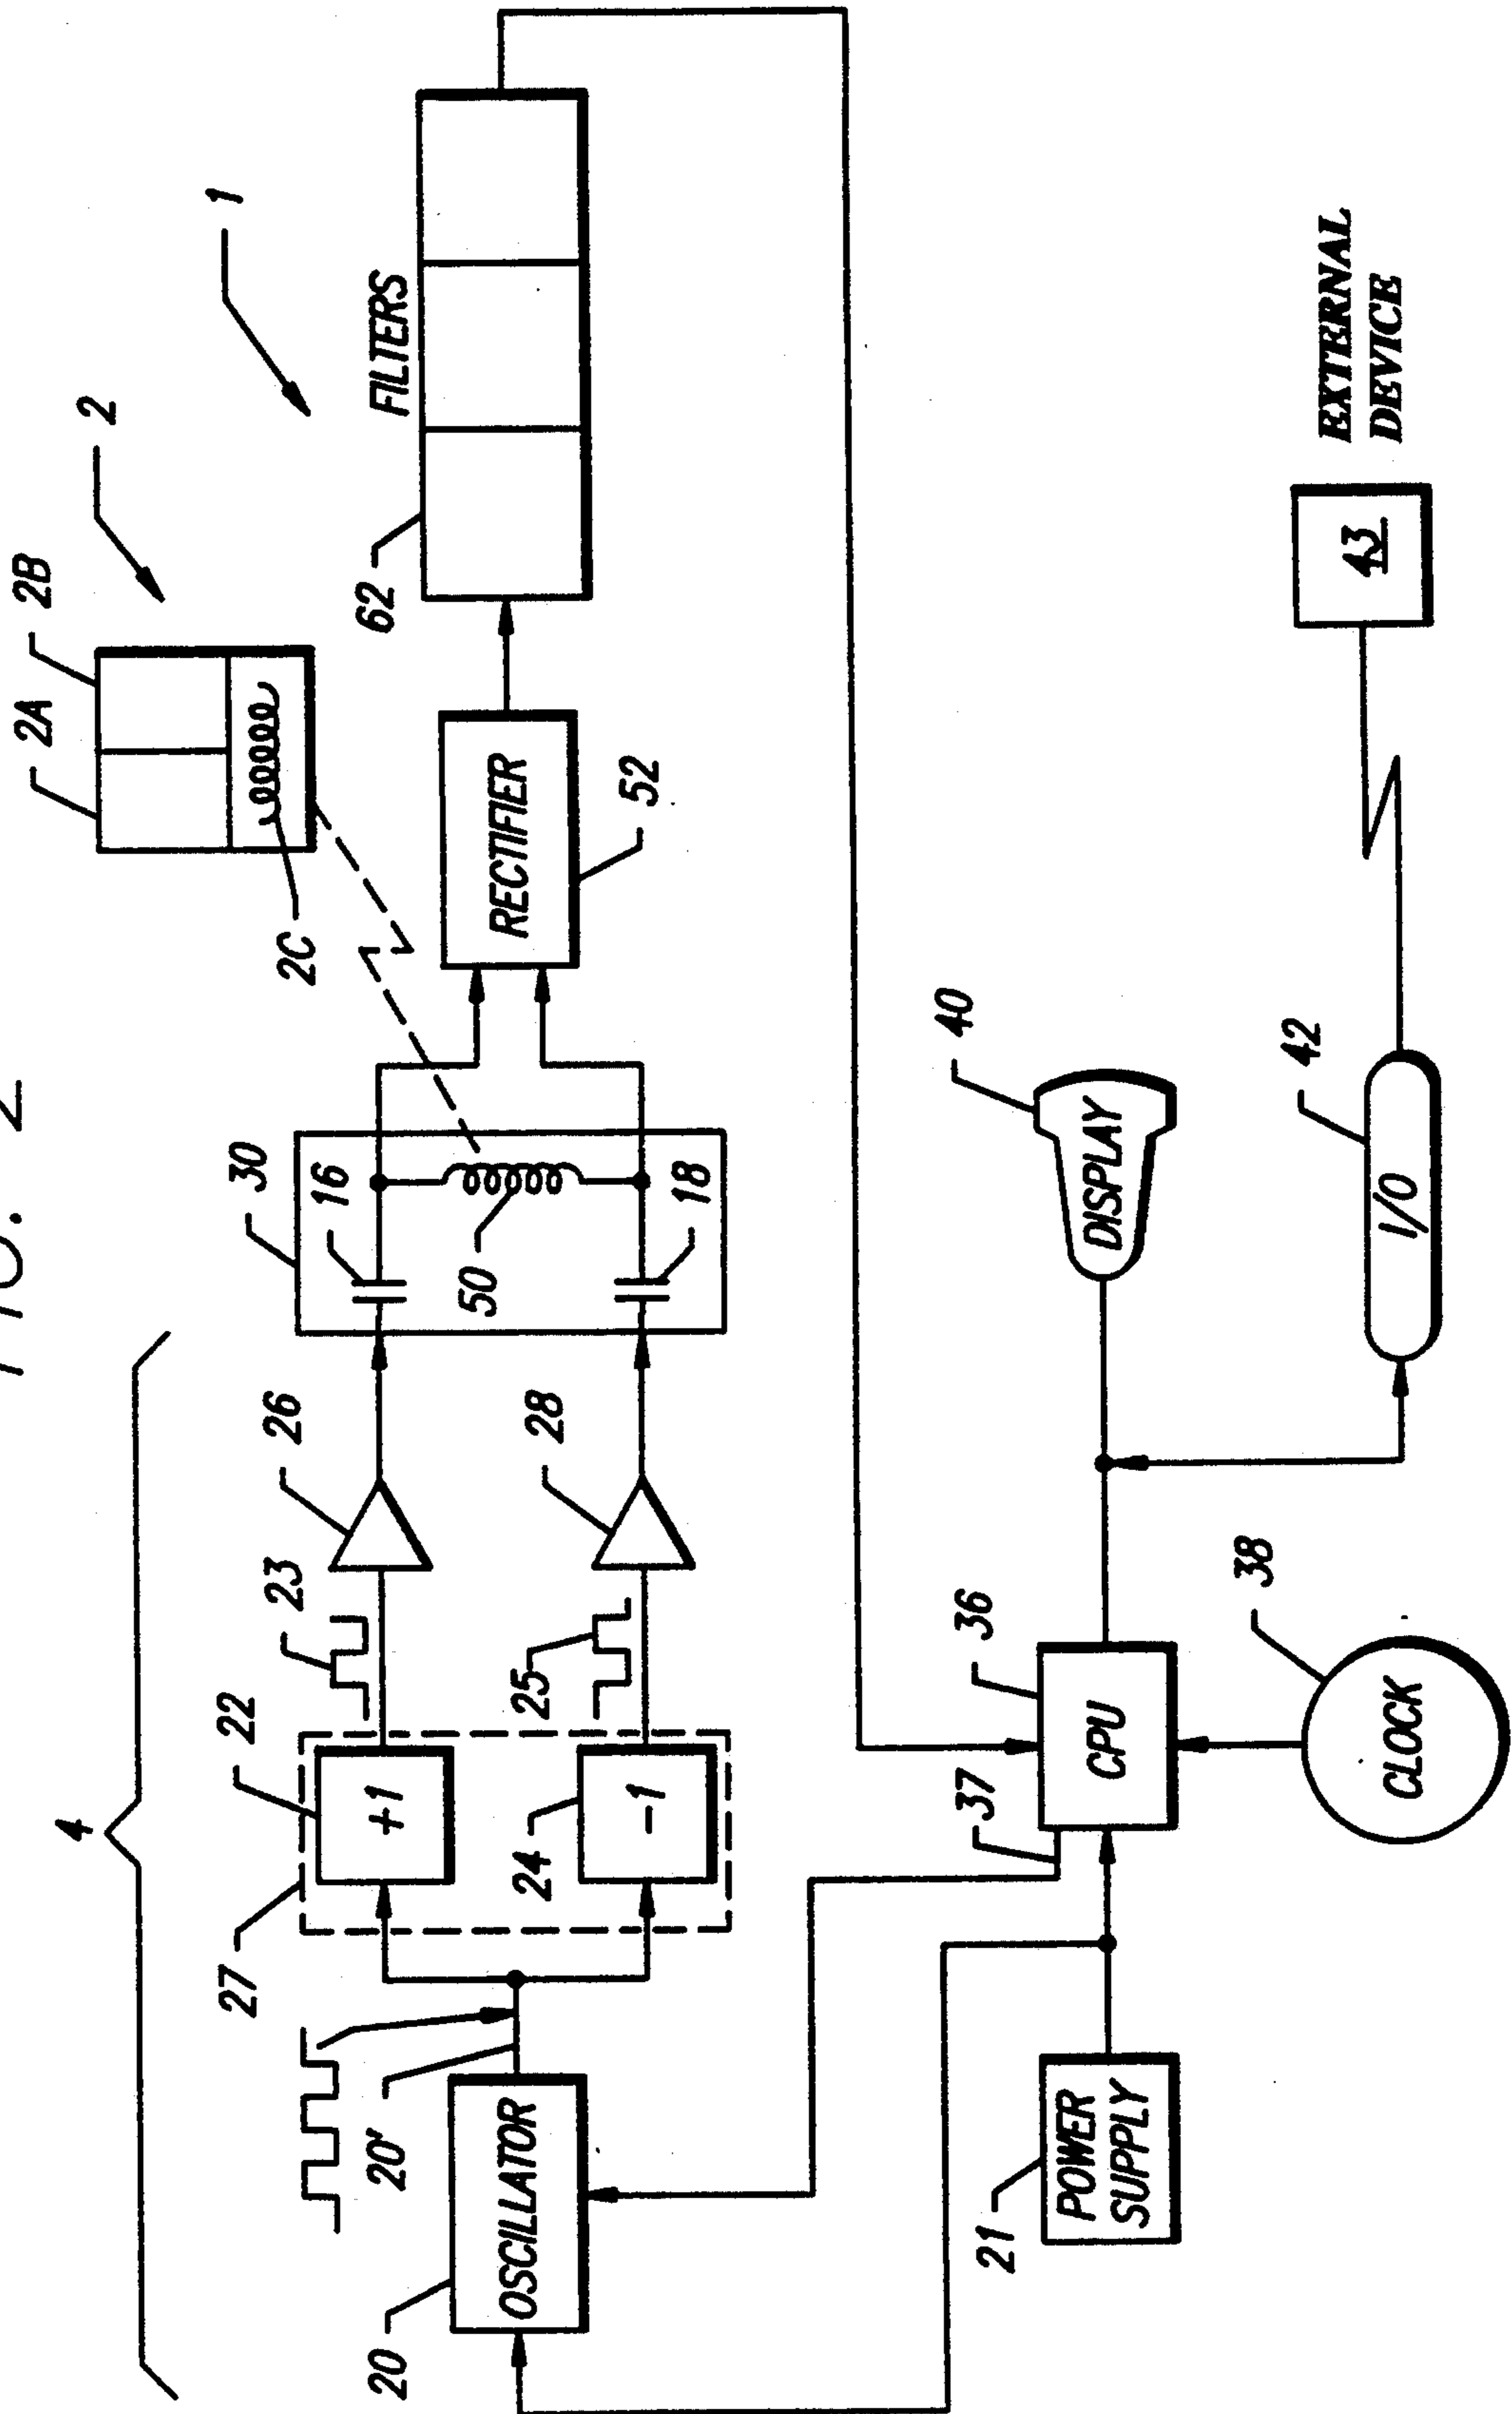 FIG. 2
4
2A
2B
2
2C
1
27
22
23
26
30
16
FILTERS
62
20'
+1
50
RECTIFIER
52
24
25
28
18
-1
20
OSCILLATOR
21
POWER
SUPPLY
37
36
CPU
40
DISPLAY
38
CLOCK
42
I/O
43
EXTERNAL
DEVICE